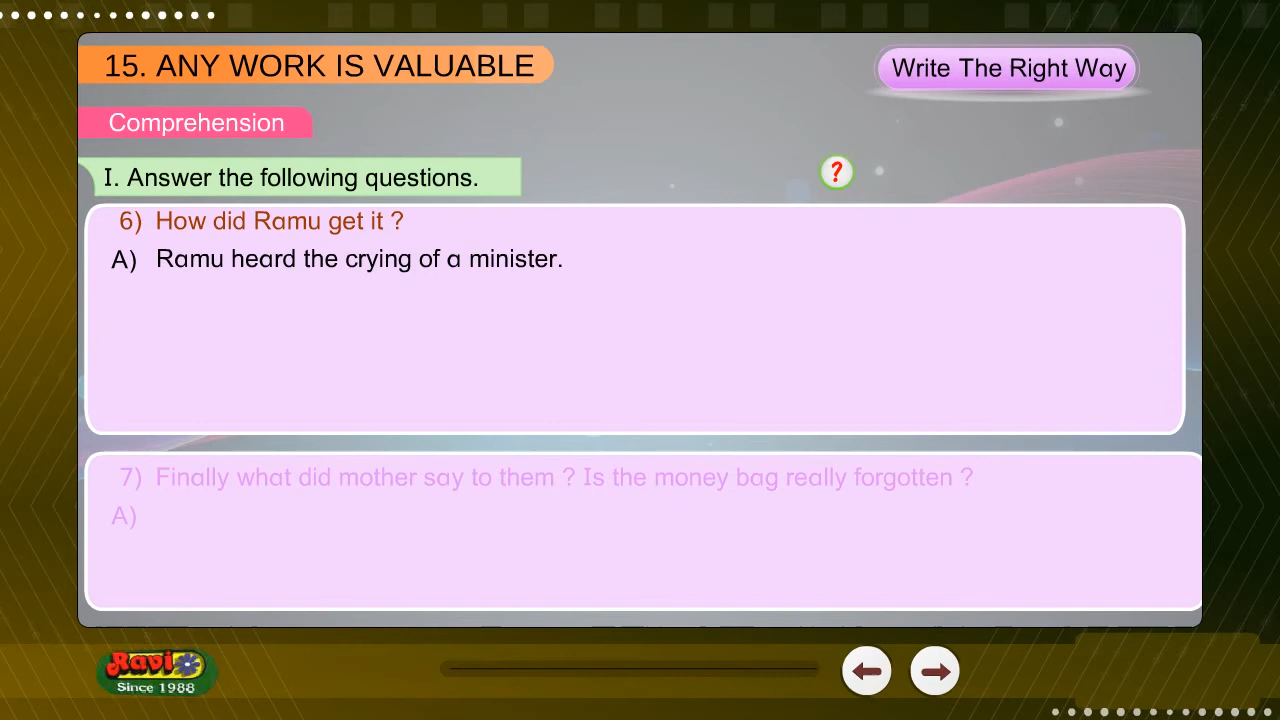 15. ANY WORK IS VALUABLE
Write The Right Way
Comprehension
I. Answer the following questions.
?
6) How did Ramu get it ?
A) Ramu heard the crying of a minister.
7) Finally what did mother say to them ? Is the money bag really forgotten ?
A)
Ravi
Since 1988